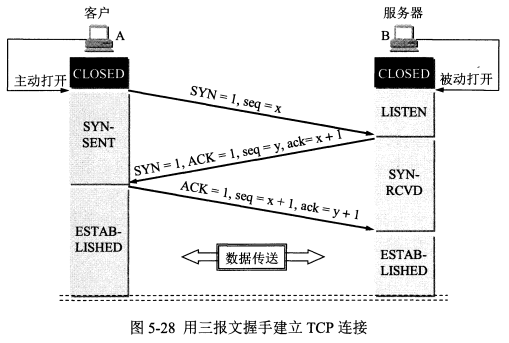 客户
服务器
A
B
主动打开
CLOSED
CLOSED
被动打开
SYN = 1, seq = x
LISTEN
SYN-
SENT
SYN = 1, ACK = 1, seq = y, ack= x + 1
SYN-
RCVD
ACK = 1, seq = x + 1, ack = y + 1
ESTAB-
LISHED
数据传送
ESTAB-
LISHED
图 5-28 用三报文握手建立 TCP 连接